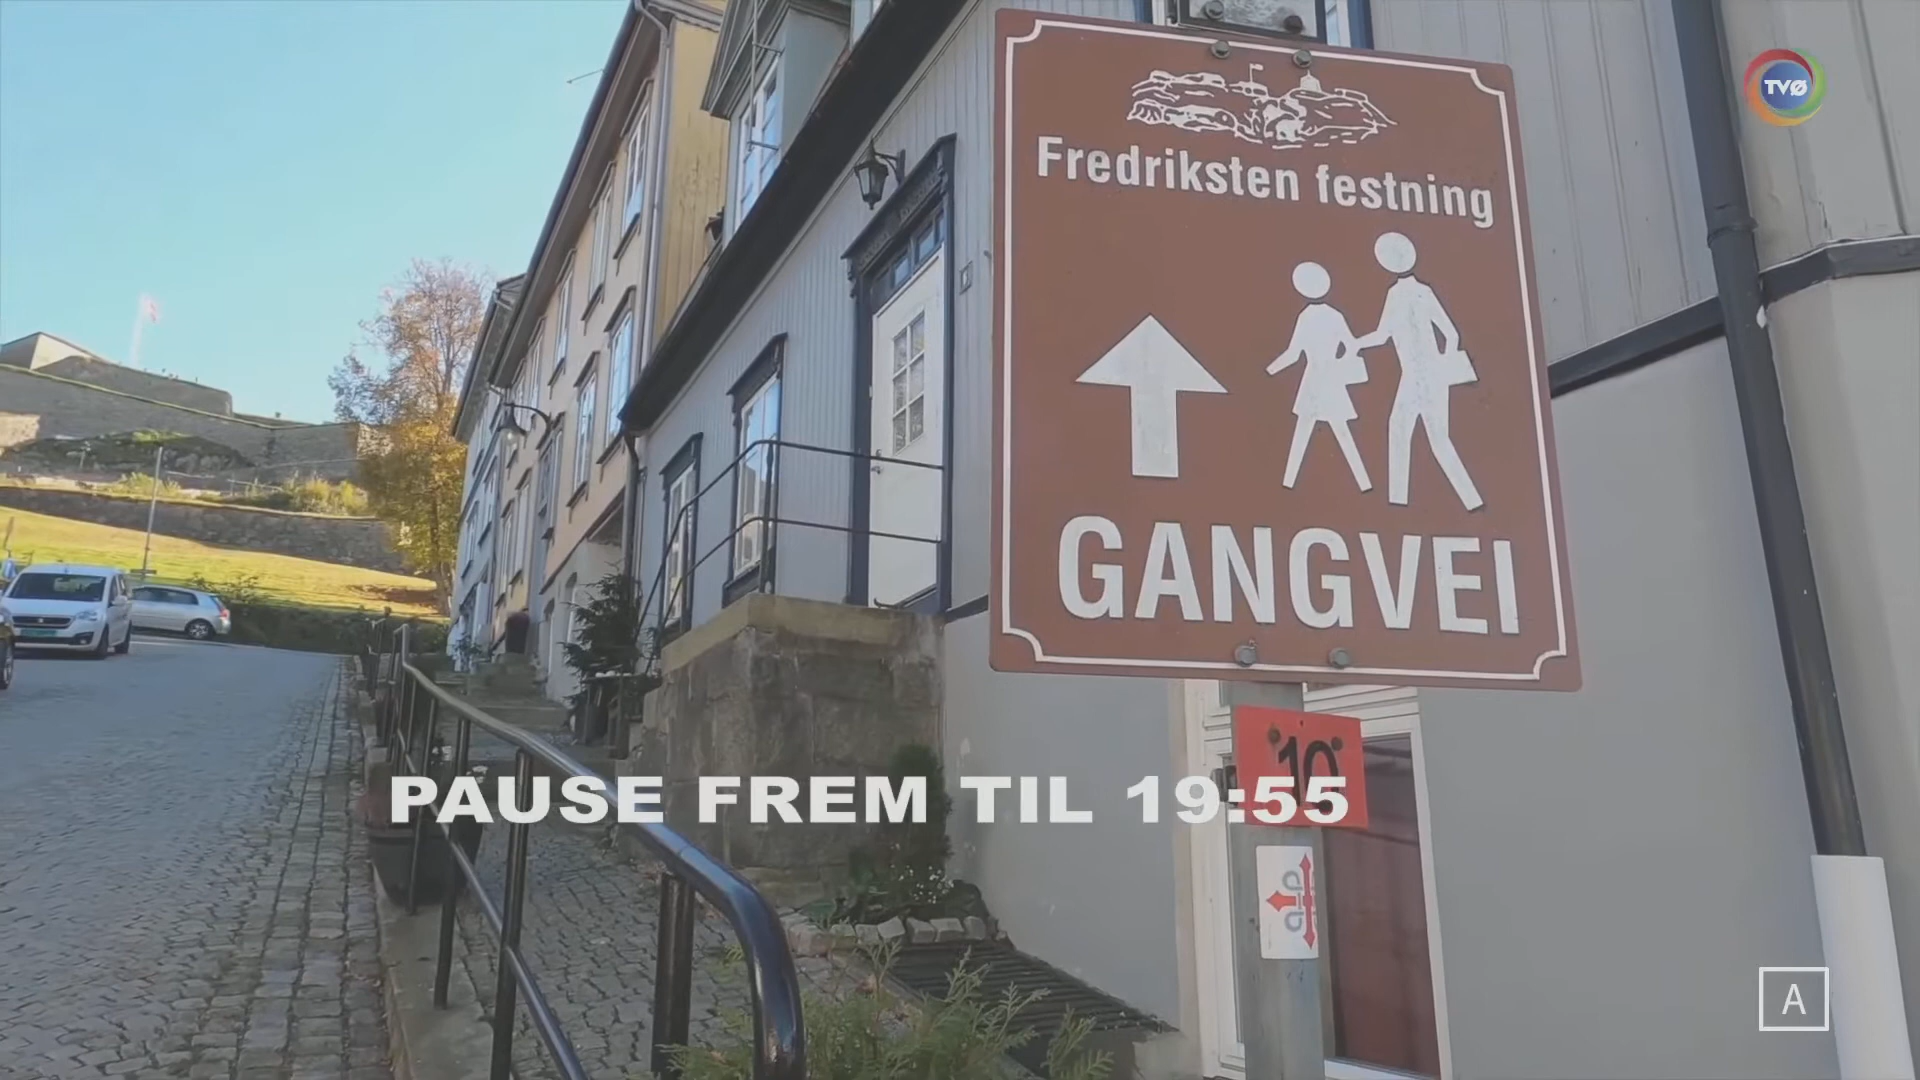 TVØ
Fredriksten festning
GANGVEI
10
PAUSE FREM TIL 19:55
A